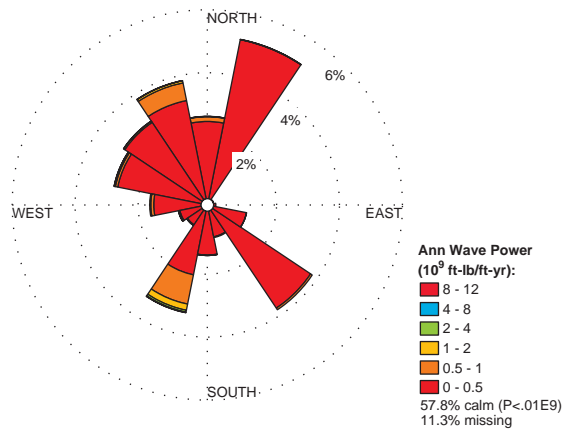 NORTH
6%
4%
2%
WEST
EAST
SOUTH
Ann Wave Power
(10⁹ ft-lb/ft-yr):
8 - 12
4 - 8
2 - 4
1 - 2
0.5 - 1
0 - 0.5
57.8% calm (P<.01E9)
11.3% missing